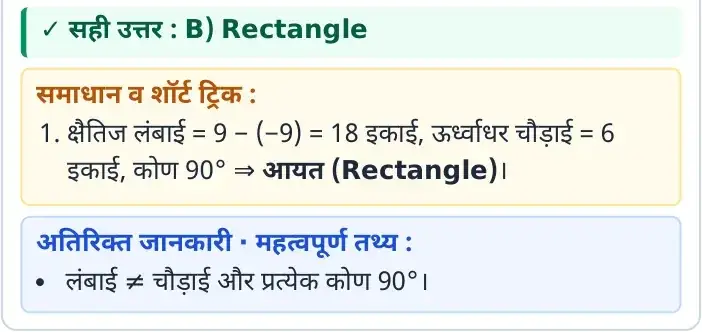 ✓ सही उत्तर : B) Rectangle
समाधान व शॉर्ट ट्रिक :
1. क्षैतिज लंबाई = 9 − (−9) = 18 इकाई, ऊर्ध्वाधर चौड़ाई = 6
इकाई, कोण 90° ⇒ आयत (Rectangle)।
अतिरिक्त जानकारी · महत्वपूर्ण तथ्य :
• लंबाई ≠ चौड़ाई और प्रत्येक कोण 90°।